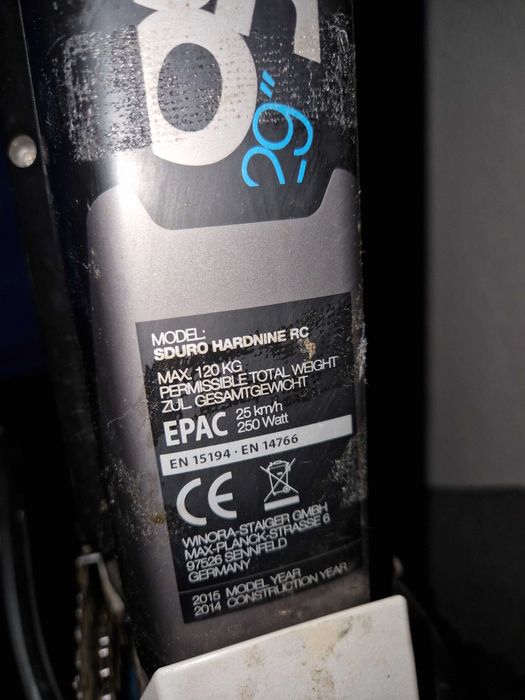 29"
MODEL:
SDURO HARDNINE RC
MAX. 120 KG
PERMISSIBLE TOTAL WEIGHT
ZUL. GESAMTGEWICHT
EPAC 25 km/h
250 Watt
EN 15194 · EN 14766
CE
WINORA-STAIGER GMBH
MAX-PLANCK-STRASSE 6
97526 SENNFELD
GERMANY
2015 MODEL YEAR
2014 CONSTRUCTION YEAR